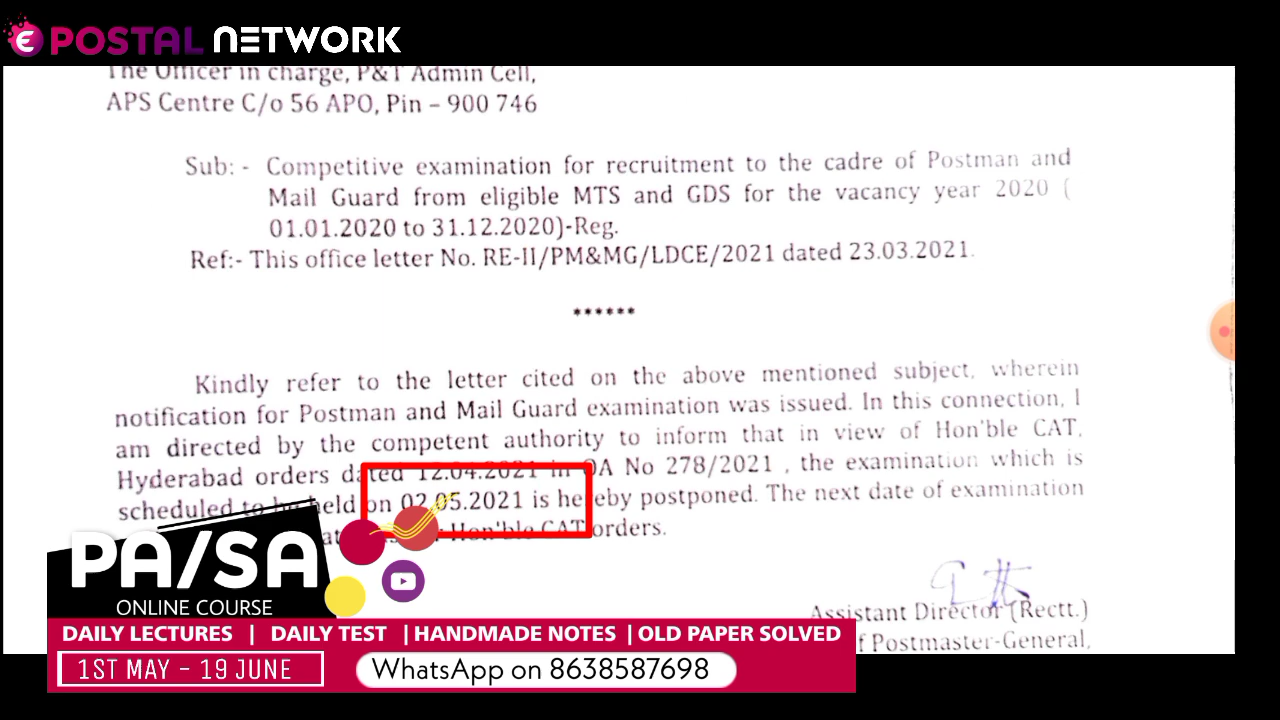 POSTAL NETWORK
The Officer in charge, P&T Admin Cell,
APS Centre C/o 56 APO, Pin – 900 746
Sub: - Competitive examination for recruitment to the cadre of Postman and
Mail Guard from eligible MTS and GDS for the vacancy year 2020 (
01.01.2020 to 31.12.2020)-Reg.
Ref:- This office letter No. RE-II/PM&MG/LDCE/2021 dated 23.03.2021.
******
Kindly refer to the letter cited on the above mentioned subject, wherein
notification for Postman and Mail Guard examination was issued. In this connection, I
am directed by the competent authority to inform that in view of Hon'ble CAT,
Hyderabad orders dated 12.04.2021 in OA No 278/2021 , the examination which is
scheduled to be held on 02.05.2021 is hereby postponed. The next date of examination
Hon'ble CAT orders.
Assistant Director (Rectt.)
f Postmaster-General,
PA/SA
ONLINE COURSE
DAILY LECTURES | DAILY TEST | HANDMADE NOTES | OLD PAPER SOLVED
1ST MAY – 19 JUNE
WhatsApp on 8638587698